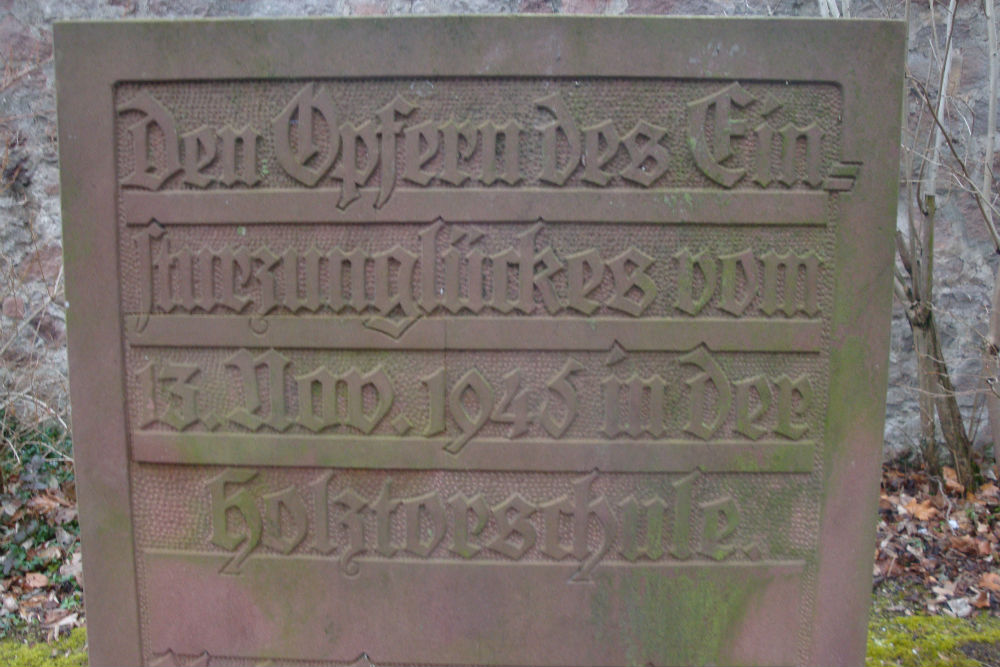 Den Opfern des Ein=
sturzunglückes vom
13. Nov. 1945 in der
Holztorschule.